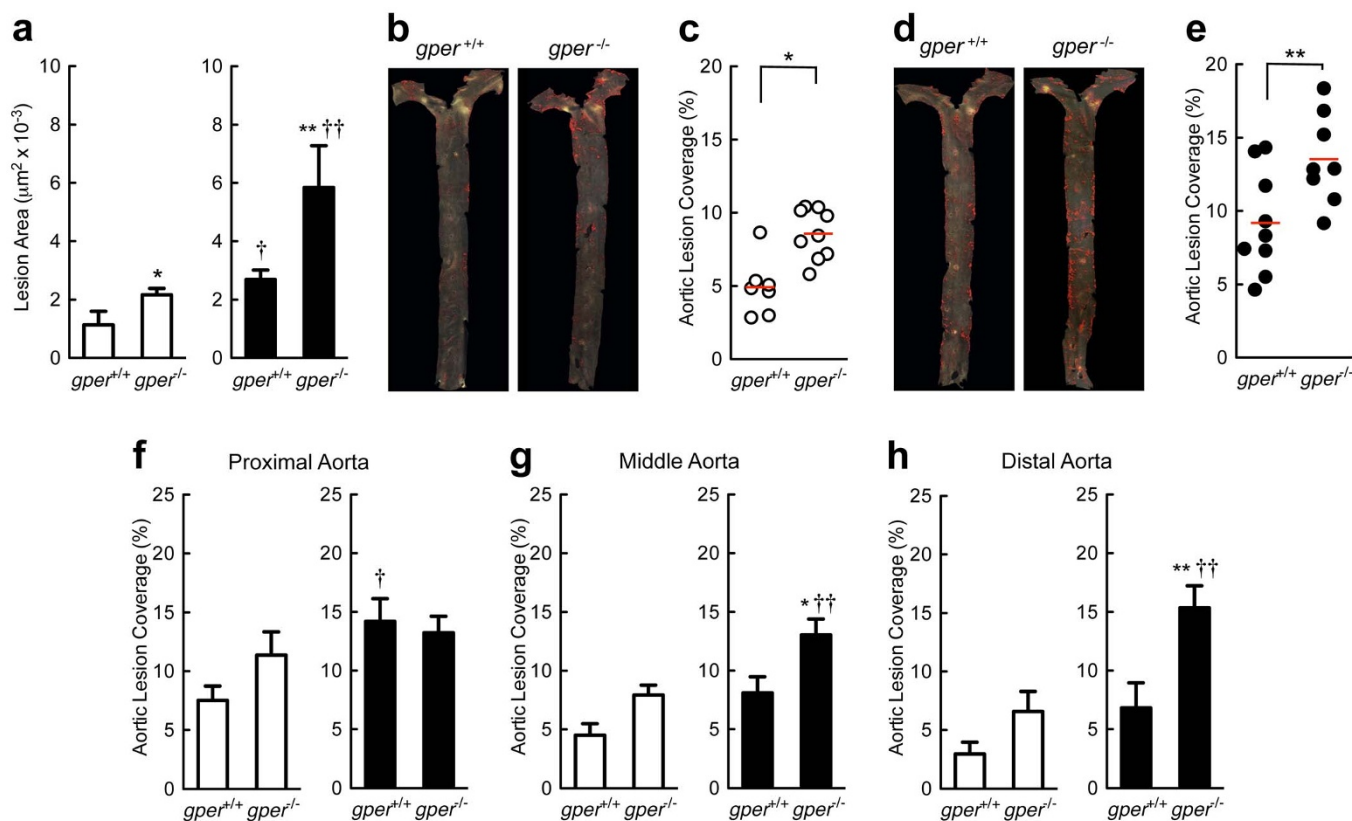 a
b
c
d
e
gper+/+ gper-/-
gper+/+ gper-/-
Lesion Area (µm² x 10⁻³)
10
8
6
4
2
0
*
gper+/+ gper-/-
10
8
6
4
2
0
†
** ††
gper+/+ gper-/-
Aortic Lesion Coverage (%)
20
15
10
5
0
*
gper+/+ gper-/-
Aortic Lesion Coverage (%)
20
15
10
5
0
**
gper+/+ gper-/-
f Proximal Aorta
Aortic Lesion Coverage (%)
25
20
15
10
5
0
gper+/+ gper-/-
25
20
15
10
5
0
†
gper+/+ gper-/-
g Middle Aorta
Aortic Lesion Coverage (%)
25
20
15
10
5
0
gper+/+ gper-/-
25
20
15
10
5
0
* ††
gper+/+ gper-/-
h Distal Aorta
Aortic Lesion Coverage (%)
25
20
15
10
5
0
gper+/+ gper-/-
25
20
15
10
5
0
** ††
gper+/+ gper-/-